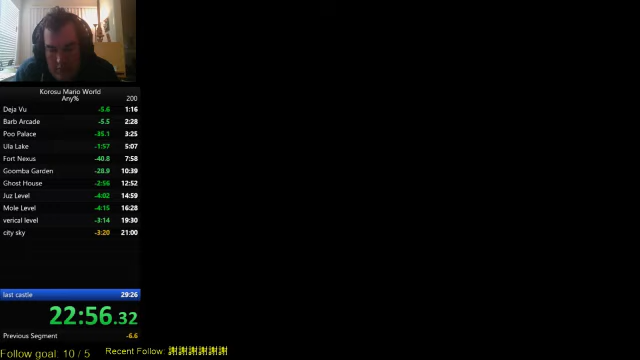 Korosu Mario World
Any% 200
Deja Vu -5.6 1:16
Barb Arcade -5.5 2:28
Poo Palace -35.1 3:25
Ula Lake -1:57 5:07
Fort Nexus -40.8 7:58
Goomba Garden -28.9 10:39
Ghost House -2:56 12:52
Juz Level -4:02 14:59
Mole Level -4:15 16:28
verical level -3:14 19:30
city sky -3:20 21:00
last castle 29:26
22:56.32
Previous Segment -6.6
Follow goal: 10 / 5 Recent Follow: 謝謝謝謝謝謝